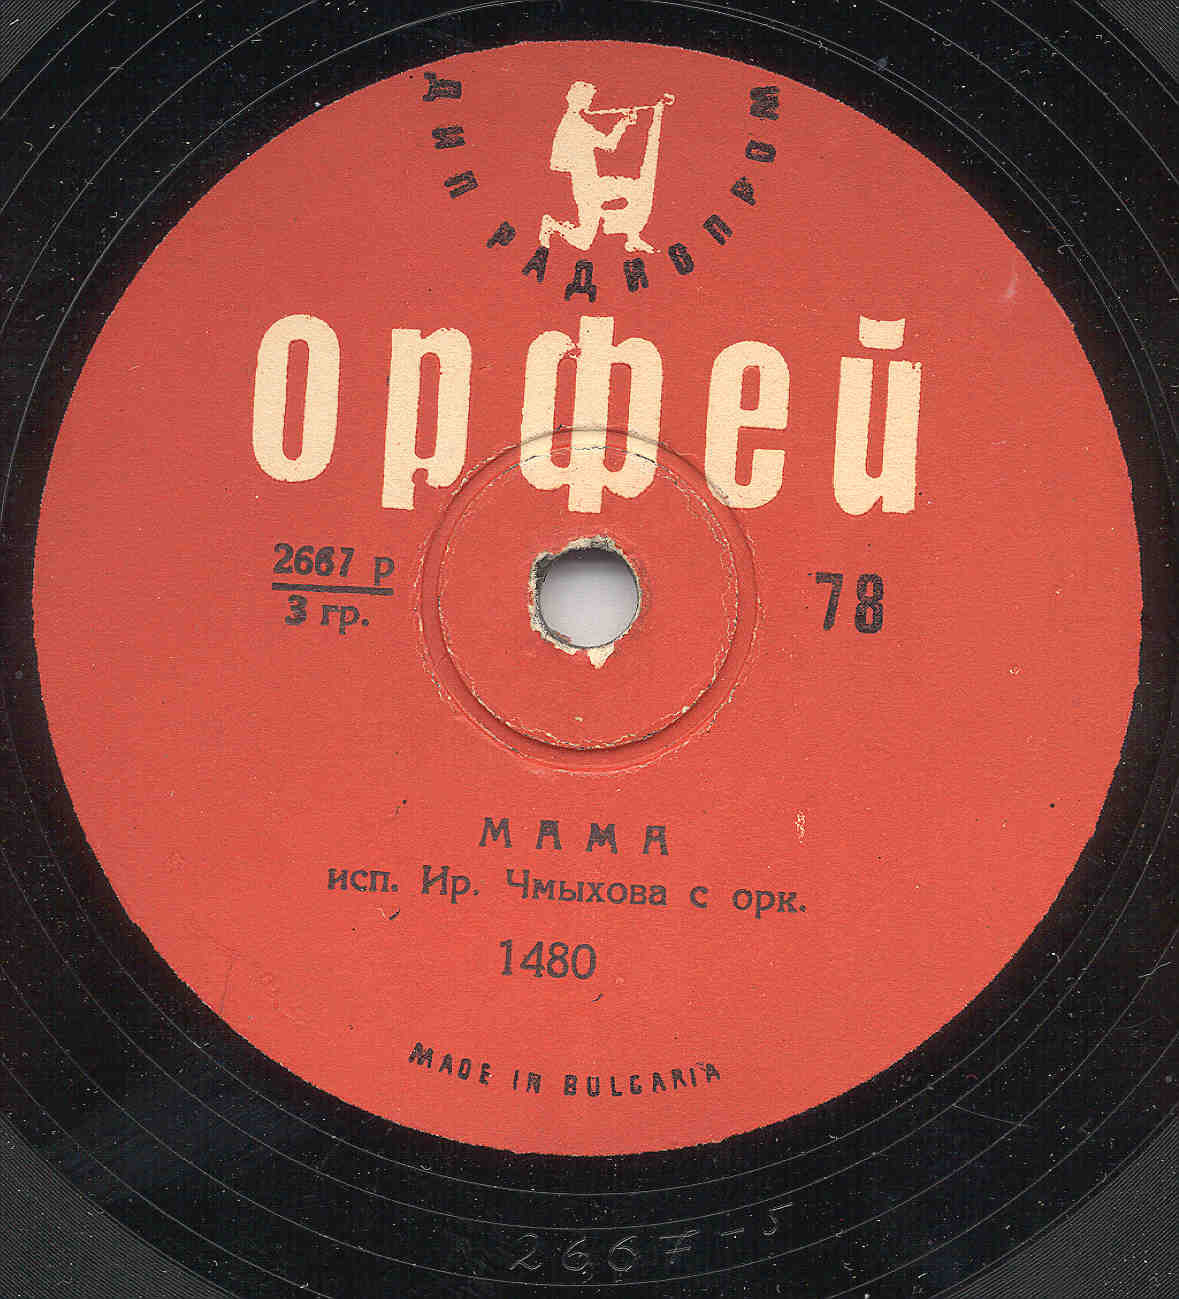 ДИП РАДИОПРОМ
орфей
2667 р
3 гр.
78
МАМА
исп. Ир. Чмыхова с орк.
1480
MADE IN BULGARIA
2667-5